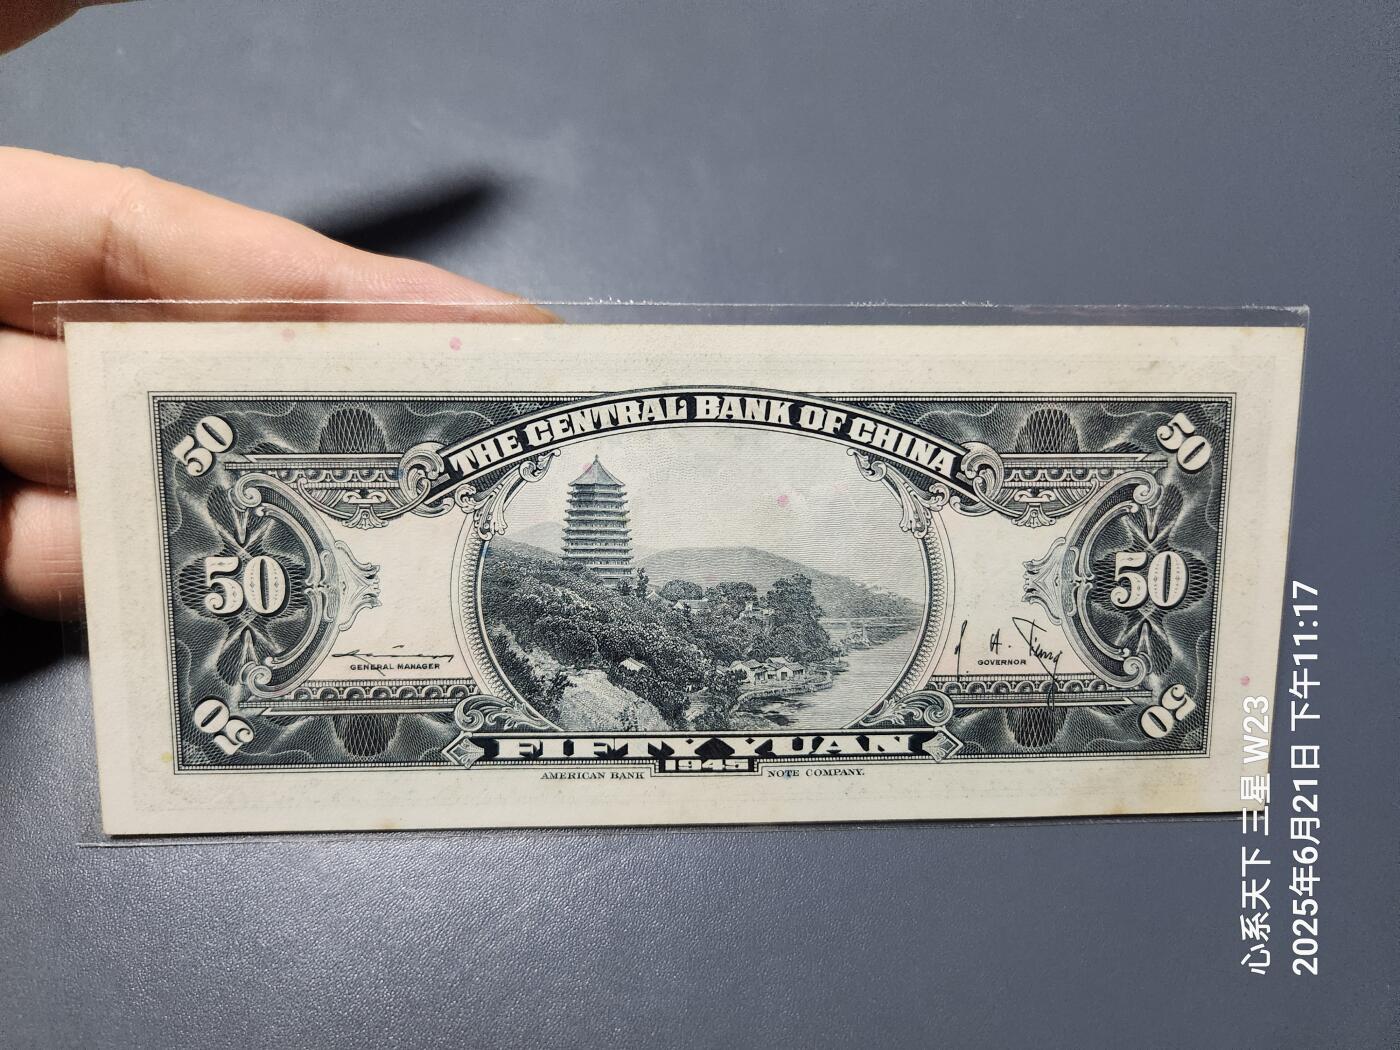 THE CENTRAL BANK OF CHINA
50
50
50
50
GENERAL MANAGER
GOVERNOR
50
50
FIFTY YUAN
1945
AMERICAN BANK NOTE COMPANY.
心系天下 三星 W23
2025年6月21日 下午11:17